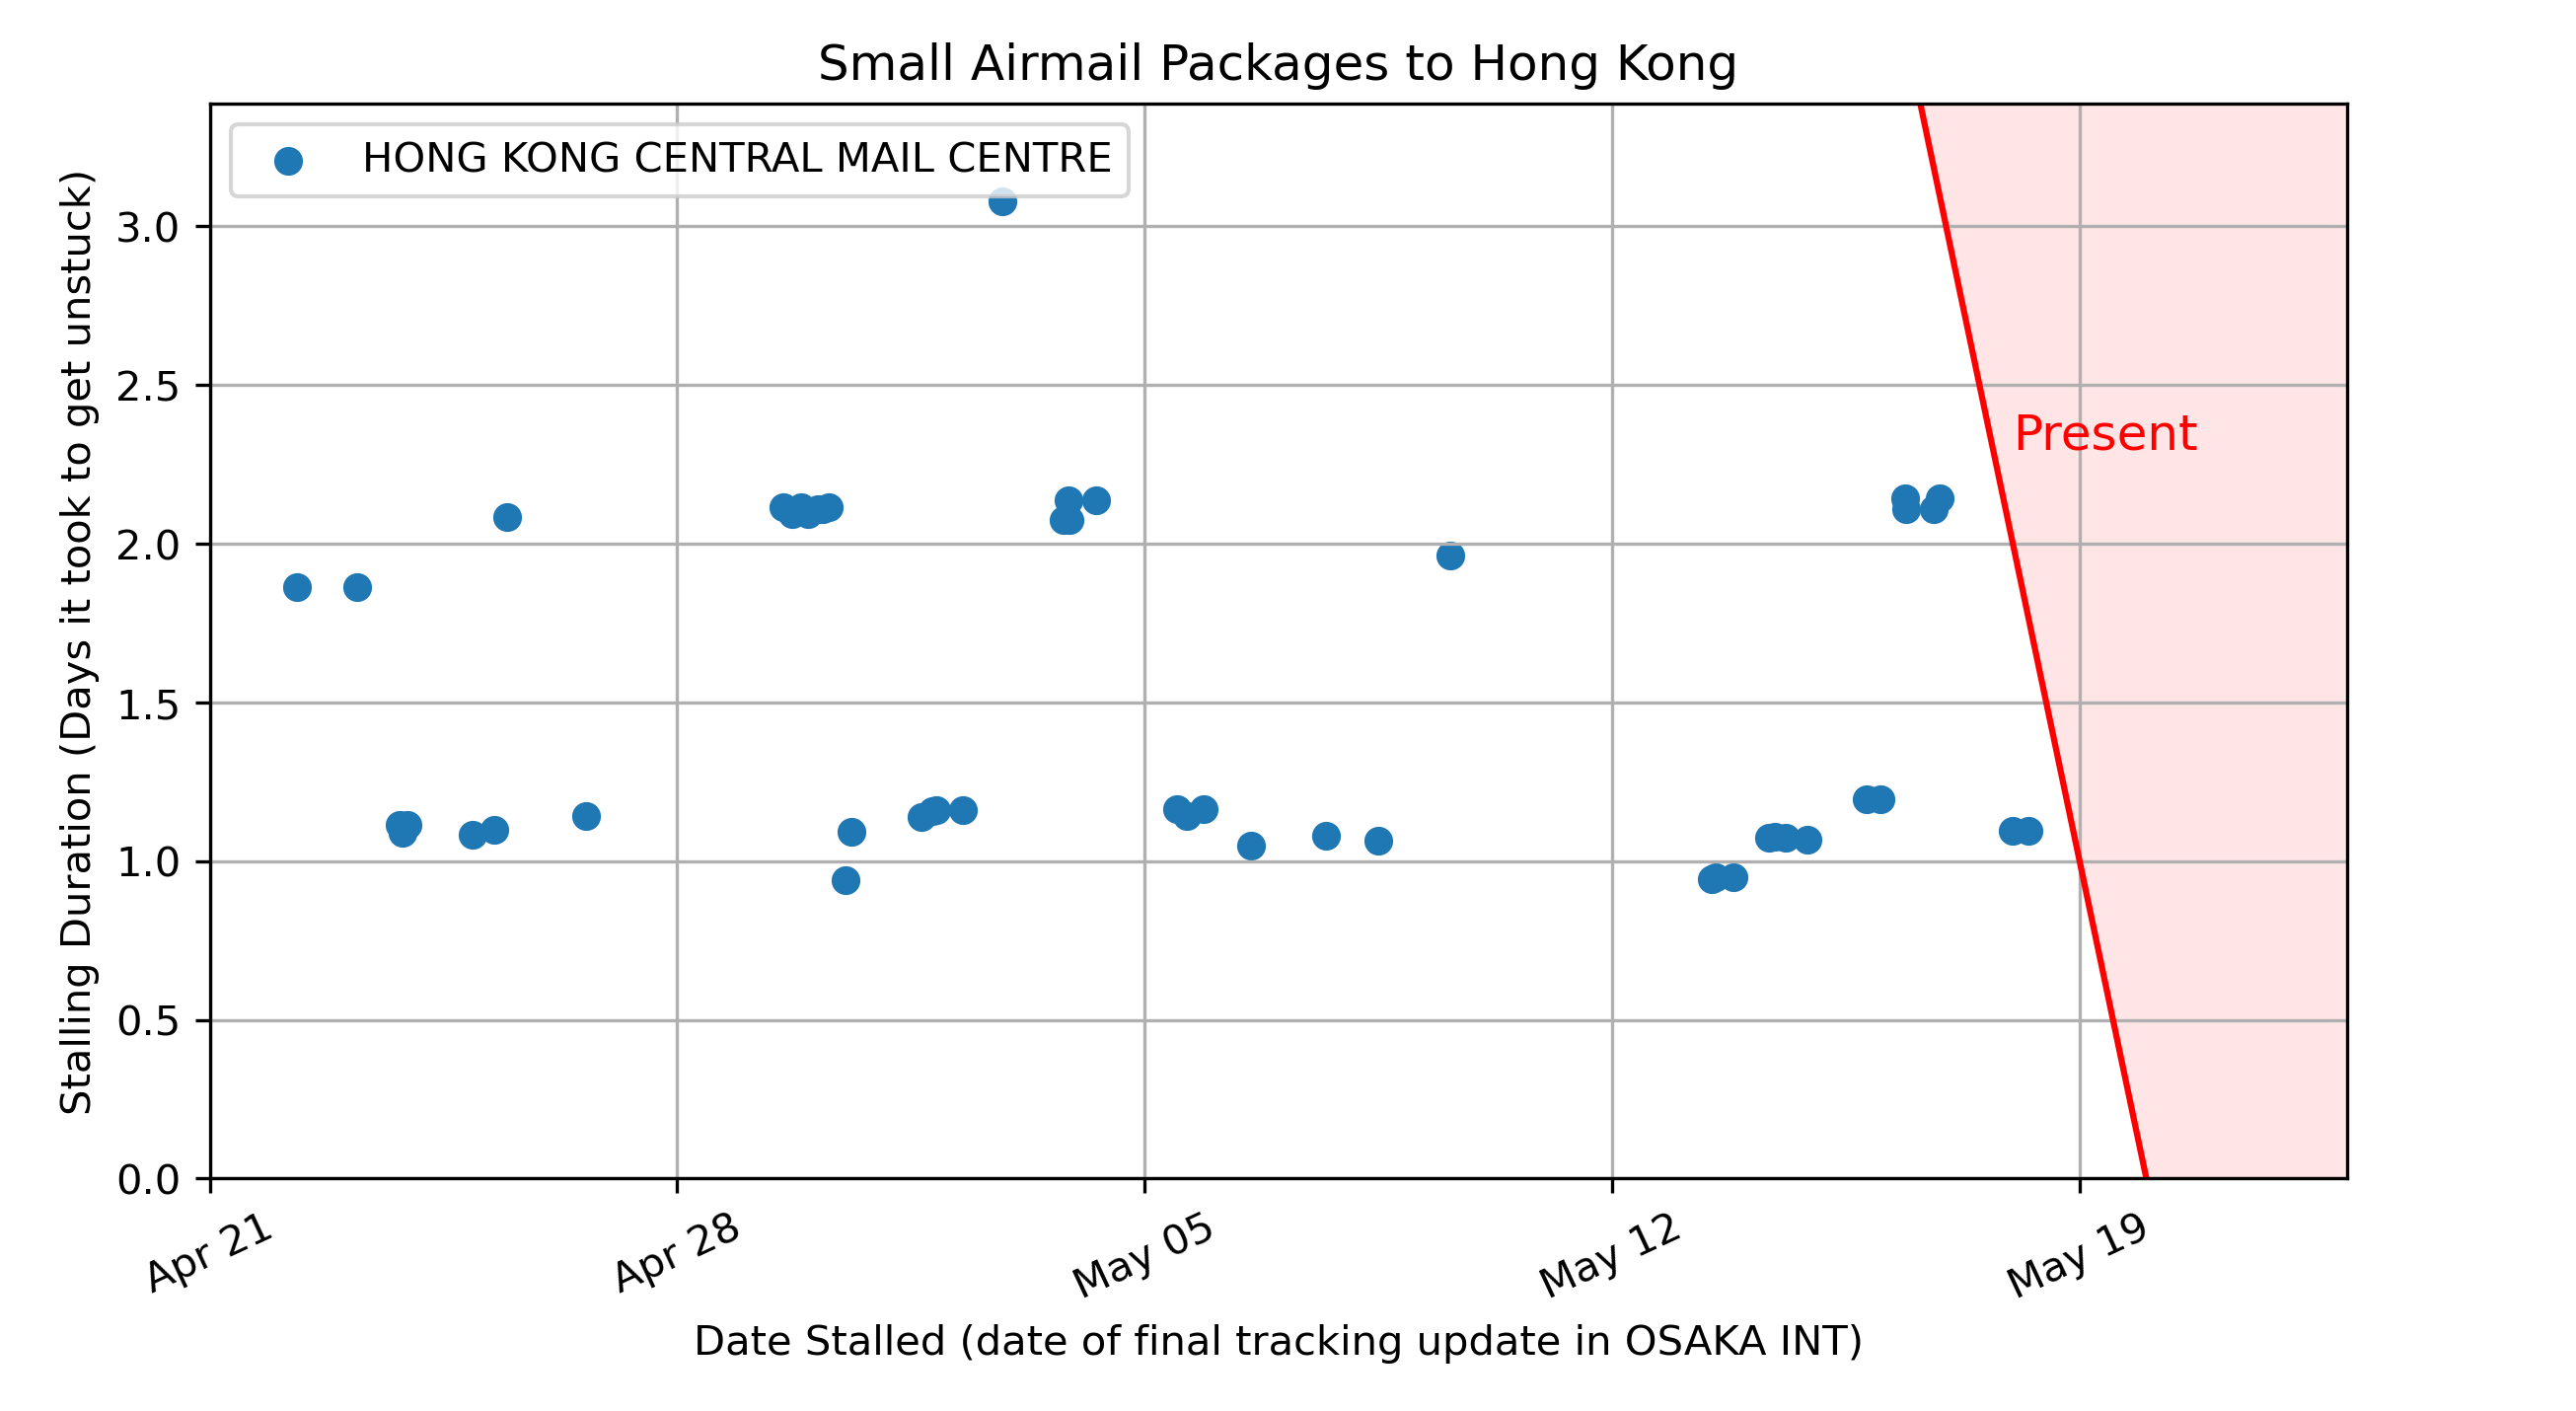 Small Airmail Packages to Hong Kong
HONG KONG CENTRAL MAIL CENTRE
Stalling Duration (Days it took to get unstuck)
3.0
2.5
2.0
1.5
1.0
0.5
0.0
Present
Apr 21
Apr 28
May 05
May 12
May 19
Date Stalled (date of final tracking update in OSAKA INT)